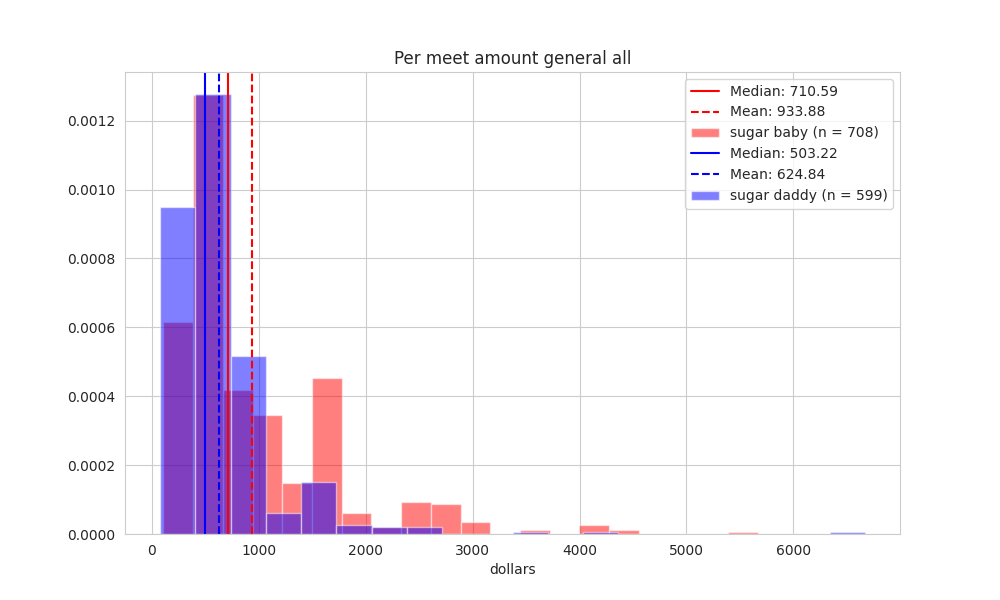 Per meet amount general all
Median: 710.59
Mean: 933.88
sugar baby (n = 708)
Median: 503.22
Mean: 624.84
sugar daddy (n = 599)
0.0012
0.0010
0.0008
0.0006
0.0004
0.0002
0.0000
0 1000 2000 3000 4000 5000 6000
dollars